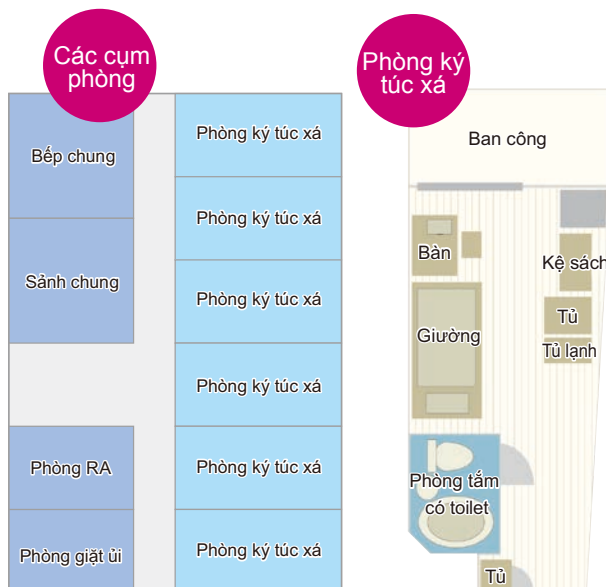 Các cụm
phòng
Bếp chung
Sảnh chung
Phòng RA
Phòng giặt ủi
Phòng ký túc xá
Phòng ký túc xá
Phòng ký túc xá
Phòng ký túc xá
Phòng ký túc xá
Phòng ký túc xá
Phòng ký
túc xá
Ban công
Bàn
Kệ sách
Tủ
Giường
Tủ lạnh
Phòng tắm
có toilet
Tủ